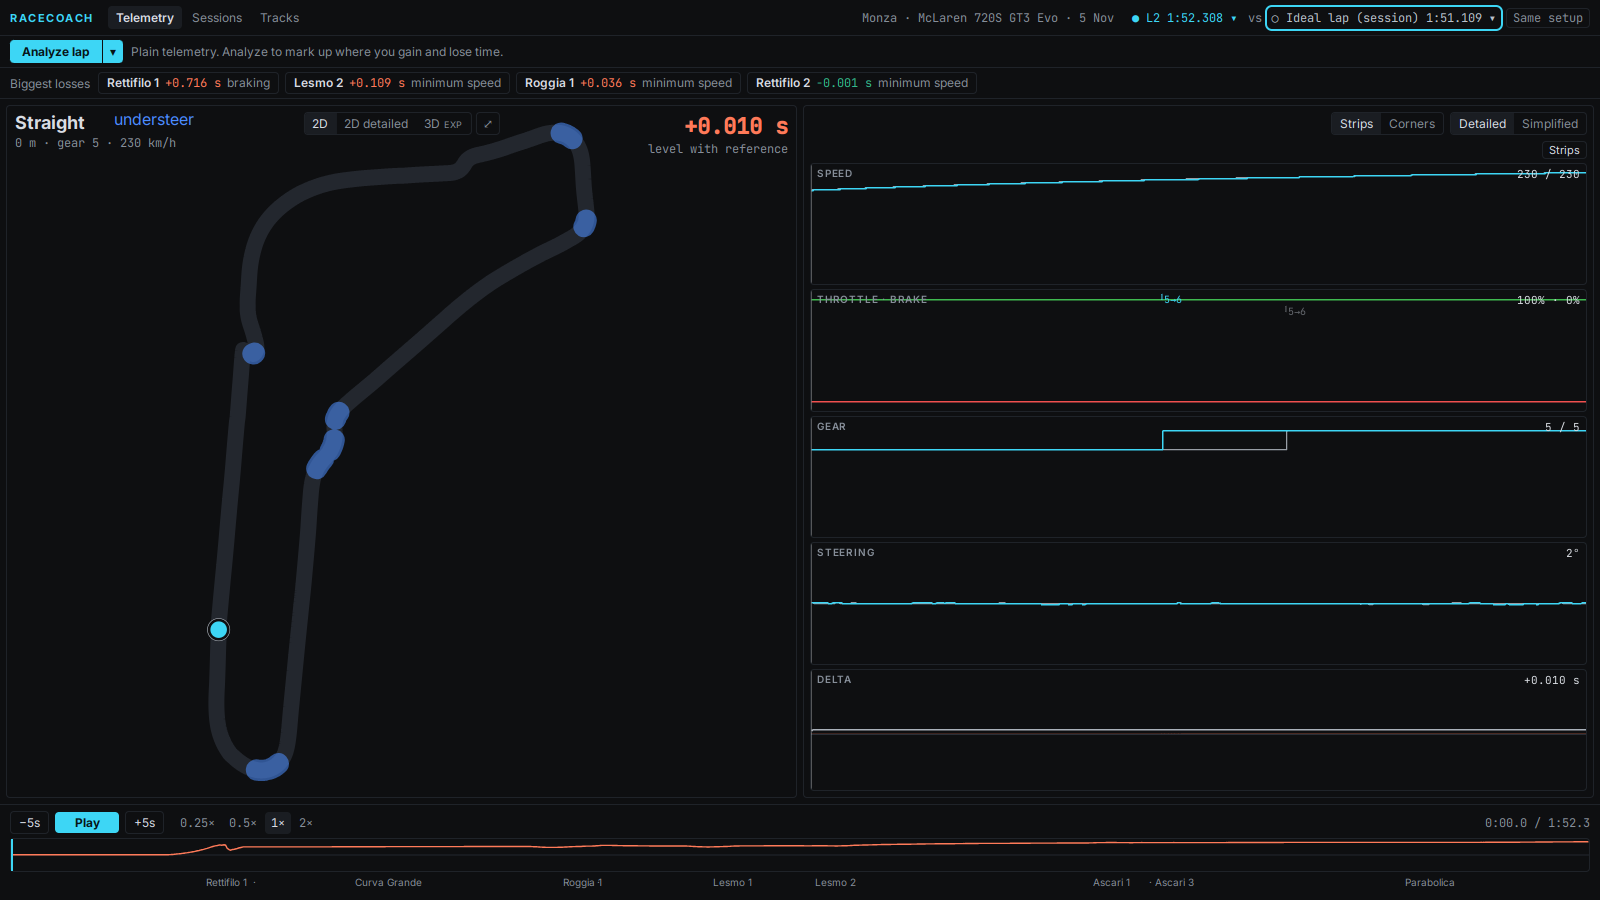 RACECOACH Telemetry Sessions Tracks Monza · McLaren 720S GT3 Evo · 5 Nov ● L2 1:52.308 ▾ vs ○ Ideal lap (session) 1:51.109 ▾ Same setup
Analyze lap ▾ Plain telemetry. Analyze to mark up where you gain and lose time.
Biggest losses Rettifilo 1 +0.716 s braking Lesmo 2 +0.109 s minimum speed Roggia 1 +0.036 s minimum speed Rettifilo 2 -0.001 s minimum speed
Straight understeer 2D 2D detailed 3D EXP ⤢ +0.010 s
0 m · gear 5 · 230 km/h level with reference
Strips Corners Detailed Simplified
Strips
SPEED 230 / 230
THROTTLE · BRAKE 5→6 100% · 0%
5→6
GEAR 5 / 5
STEERING 2°
DELTA +0.010 s
−5s Play +5s 0.25× 0.5× 1× 2× 0:00.0 / 1:52.3
Rettifilo 1 · Curva Grande Roggia 1 Lesmo 1 Lesmo 2 Ascari 1 · Ascari 3 Parabolica